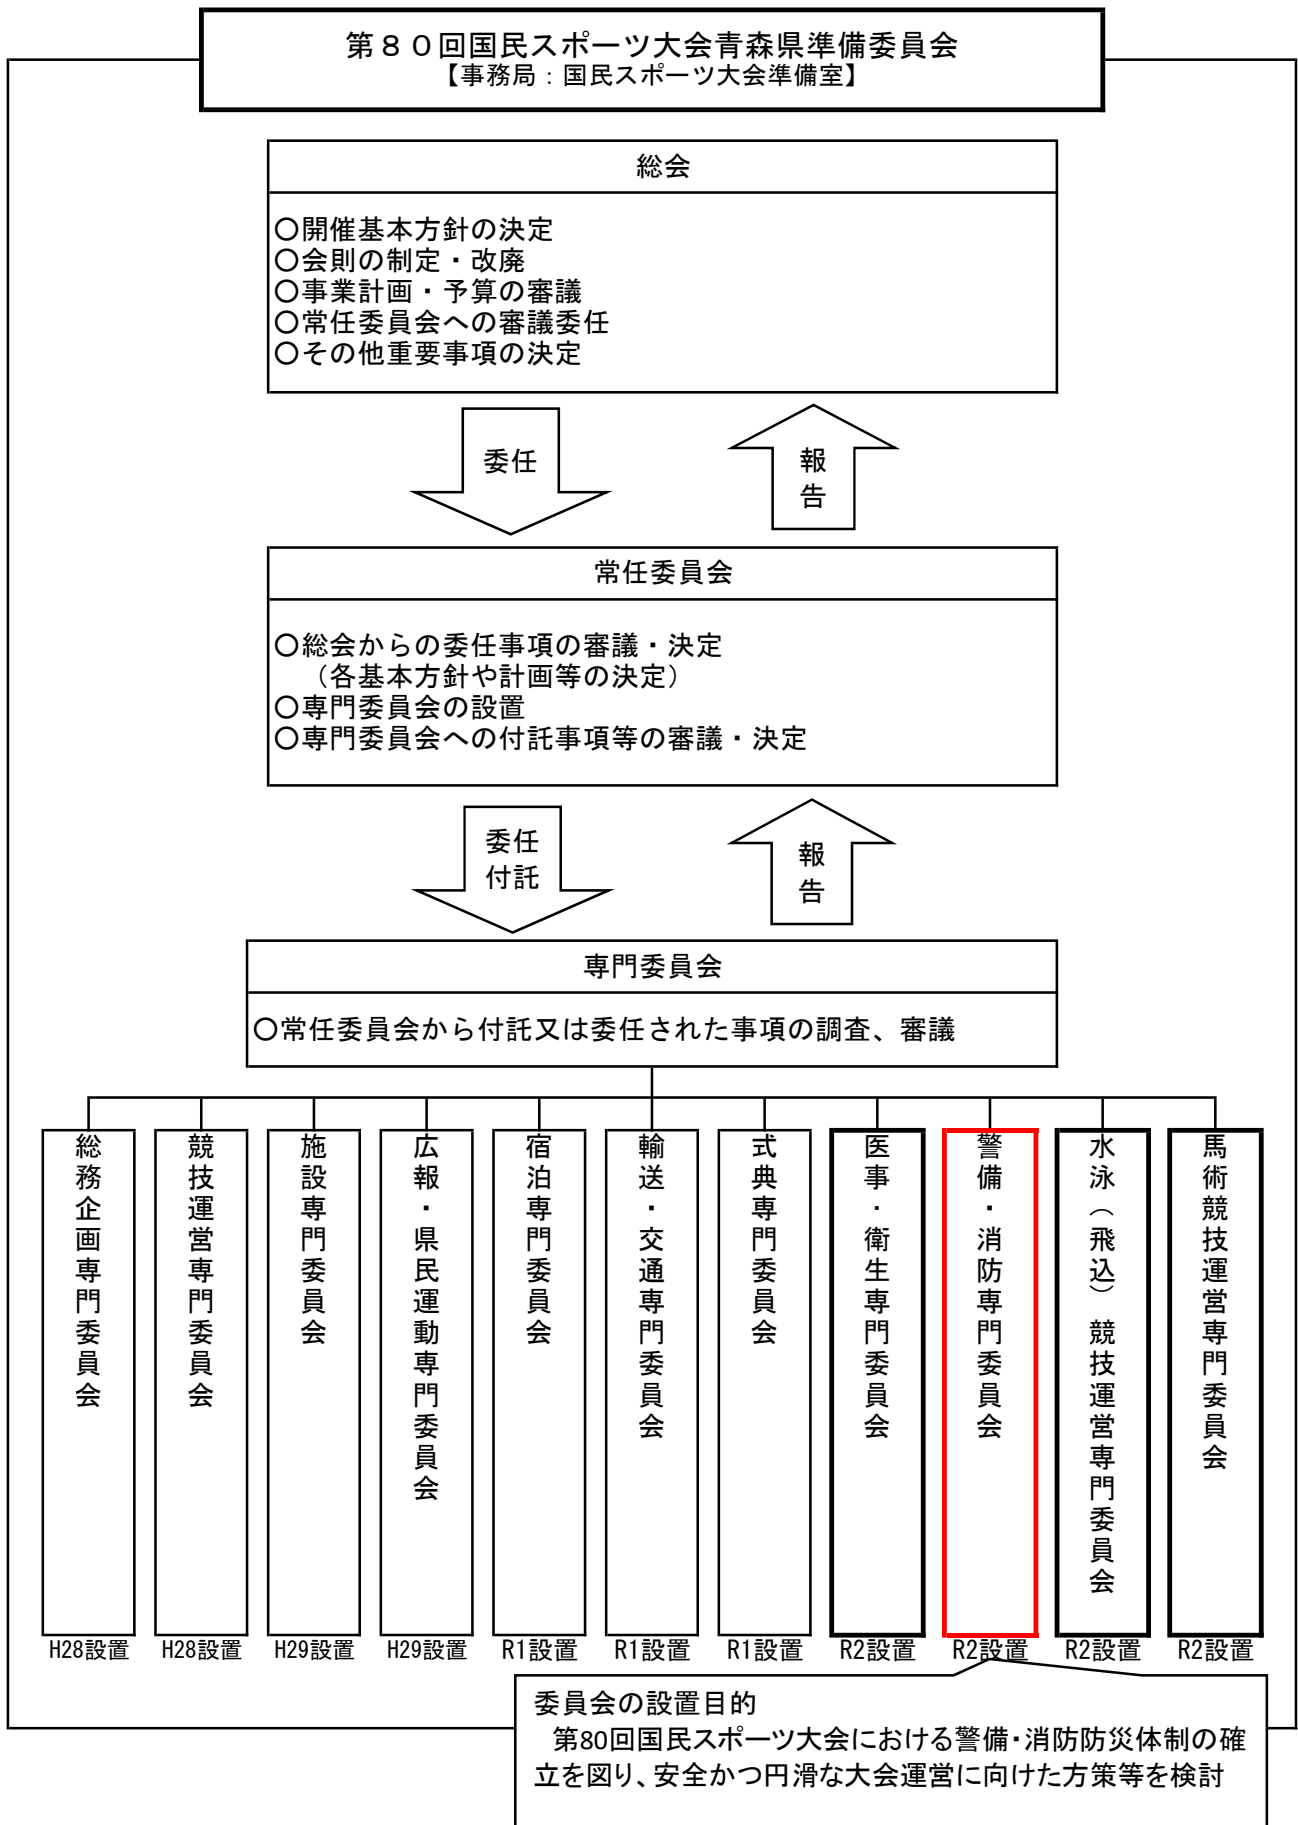 第８０回国民スポーツ大会青森県準備委員会
【事務局：国民スポーツ大会準備室】
総会
○開催基本方針の決定
○会則の制定・改廃
○事業計画・予算の審議
○常任委員会への審議委任
○その他重要事項の決定
委任
報告
常任委員会
○総会からの委任事項の審議・決定
（各基本方針や計画等の決定）
○専門委員会の設置
○専門委員会への付託事項等の審議・決定
委任
付託
報告
専門委員会
○常任委員会から付託又は委任された事項の調査、審議
総務企画専門委員会
競技運営専門委員会
施設専門委員会
広報・県民運動専門委員会
宿泊専門委員会
輸送・交通専門委員会
式典専門委員会
医事・衛生専門委員会
警備・消防専門委員会
水泳（飛込）競技運営専門委員会
馬術競技運営専門委員会
H28設置
H28設置
H29設置
H29設置
R1設置
R1設置
R1設置
R2設置
R2設置
R2設置
R2設置
委員会の設置目的
第80回国民スポーツ大会における警備・消防防災体制の確
立を図り、安全かつ円滑な大会運営に向けた方策等を検討